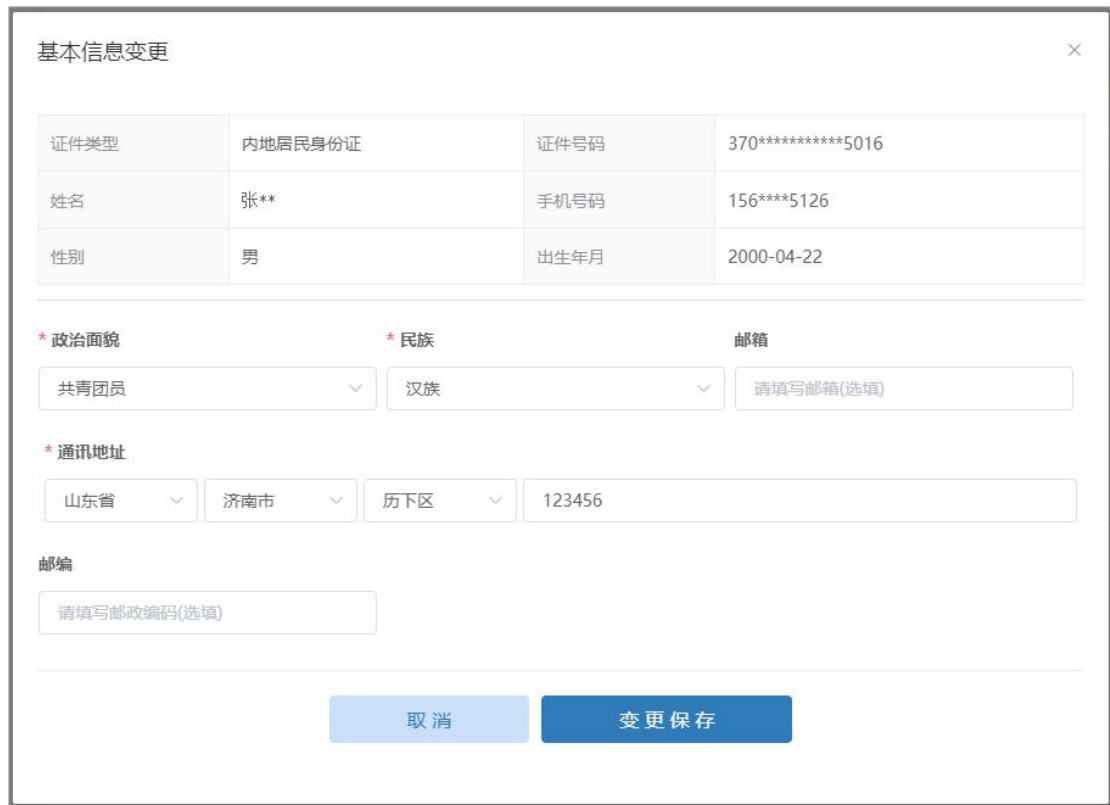 基本信息变更 ×
证件类型 内地居民身份证 证件号码 370***********5016
姓名 张** 手机号码 156****5126
性别 男 出生年月 2000-04-22
* 政治面貌 * 民族 邮箱
共青团员 汉族 请填写邮箱(选填)
* 通讯地址
山东省 济南市 历下区 123456
邮编
请填写邮政编码(选填)
取消 变更保存